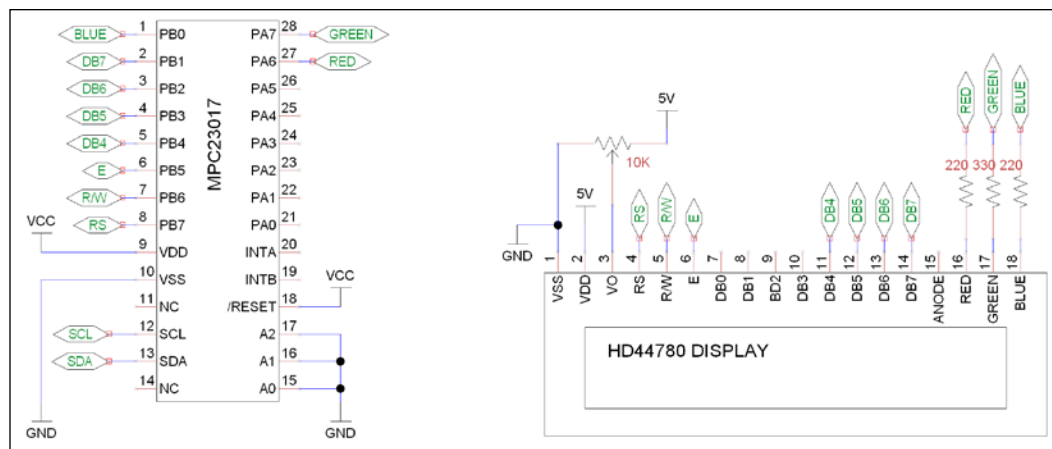 BLUE 1 PB0 PA7 28 GREEN
DB7 2 PB1 PA6 27 RED
DB6 3 PB2 PA5 26
DB5 4 PB3 PA4 25
DB4 5 PB4 PA3 24
E 6 PB5 PA2 23
R/W 7 PB6 PA1 22
RS 8 PB7 PA0 21
VCC 9 VDD INTA 20
10 VSS INTB 19 VCC
11 NC /RESET 18
SCL 12 SCL A2 17
SDA 13 SDA A1 16
14 NC A0 15
GND GND
MPC23017
5V
10K
5V
GND
RS R/W E DB4 DB5 DB6 DB7
RED GREEN BLUE
220 330 220
1 2 3 4 5 6 7 8 9 10 11 12 13 14 15 16 17 18
VSS VDD VO RS R/W E DB0 DB1 BD2 DB3 DB4 DB5 DB6 DB7 ANODE RED GREEN BLUE
HD44780 DISPLAY